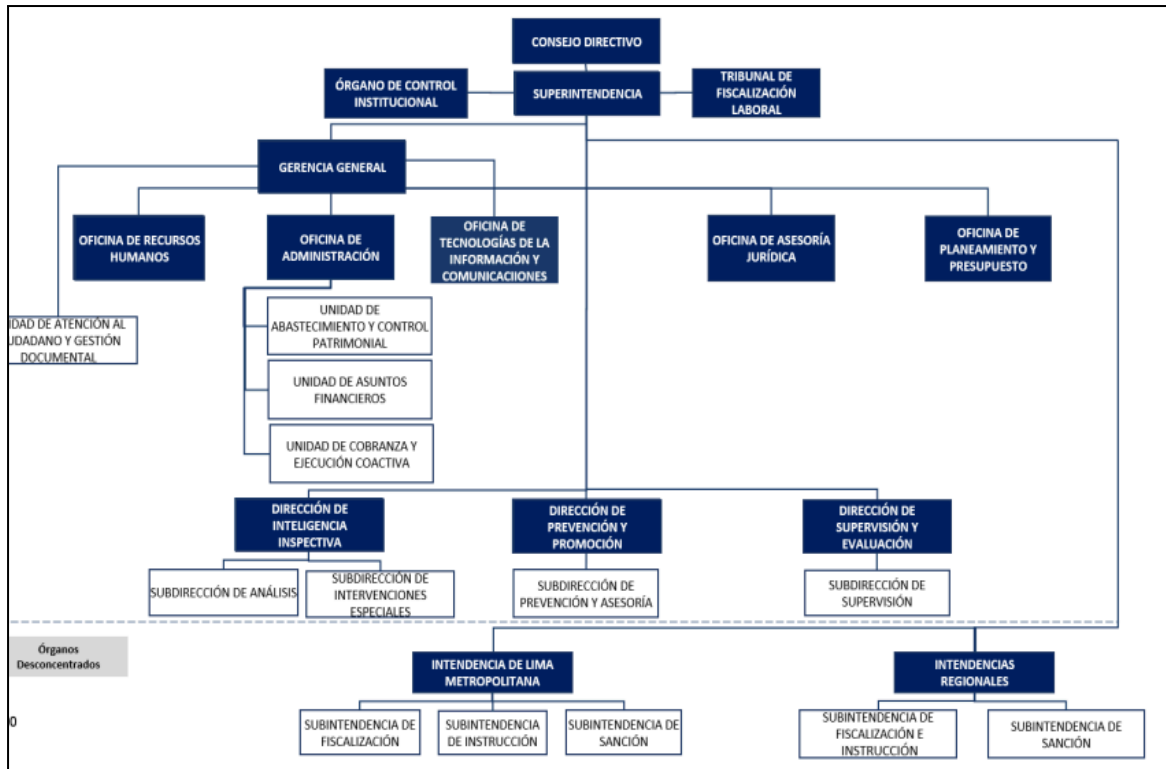 CONSEJO DIRECTIVO
ÓRGANO DE CONTROL
INSTITUCIONAL
SUPERINTENDENCIA
TRIBUNAL DE
FISCALIZACIÓN
LABORAL
GERENCIA GENERAL
OFICINA DE RECURSOS
HUMANOS
OFICINA DE
ADMINISTRACIÓN
OFICINA DE
TECNOLOGÍAS DE LA
INFORMACIÓN Y
COMUNICACIIONES
OFICINA DE ASESORÍA
JURÍDICA
OFICINA DE
PLANEAMIENTO Y
PRESUPUESTO
IDAD DE ATENCIÓN AL
UDADANO Y GESTIÓN
DOCUMENTAL
UNIDAD DE
ABASTECIMIENTO Y CONTROL
PATRIMONIAL
UNIDAD DE ASUNTOS
FINANCIEROS
UNIDAD DE COBRANZA Y
EJECUCIÓN COACTIVA
DIRECCIÓN DE
INTELIGENCIA
INSPECTIVA
DIRECCIÓN DE
PREVENCIÓN Y
PROMOCIÓN
DIRECCIÓN DE
SUPERVISIÓN Y
EVALUACIÓN
SUBDIRECCIÓN DE ANÁLISIS
SUBDIRECCIÓN DE
INTERVENCIONES
ESPECIALES
SUBDIRECCIÓN DE
PREVENCIÓN Y ASESORÍA
SUBDIRECCIÓN DE
SUPERVISIÓN
Órganos
Desconcentrados
INTENDENCIA DE LIMA
METROPOLITANA
INTENDENCIAS
REGIONALES
SUBINTENDENCIA DE
FISCALIZACIÓN
SUBINTENDENCIA
DE INSTRUCCIÓN
SUBINTENDENCIA DE
SANCIÓN
SUBINTENDENCIA DE
FISCALIZACIÓN E
INSTRUCCIÓN
SUBINTENDENCIA DE
SANCIÓN
0